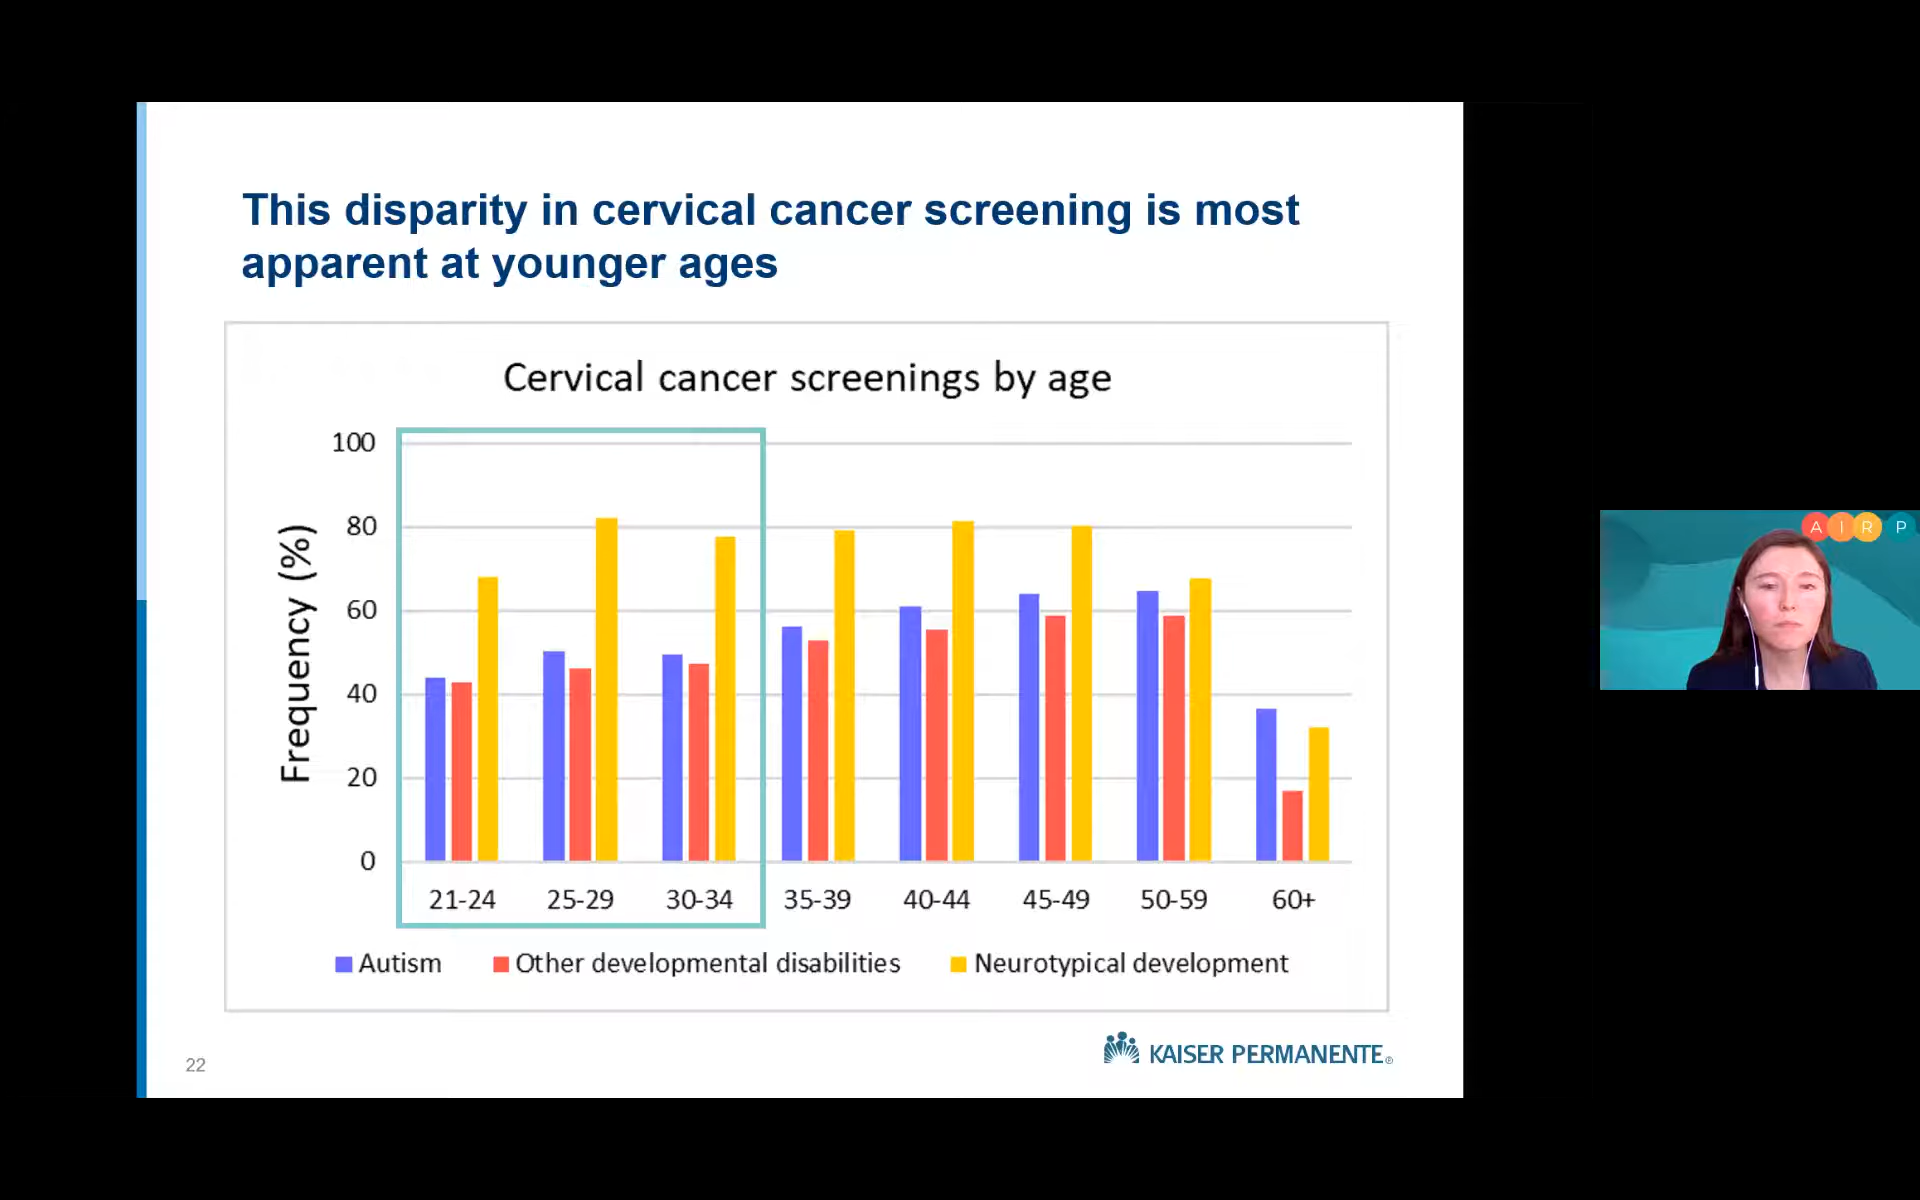 This disparity in cervical cancer screening is most
apparent at younger ages
Cervical cancer screenings by age
Frequency (%)
100
80
60
40
20
0
21-24 25-29 30-34 35-39 40-44 45-49 50-59 60+
Autism Other developmental disabilities Neurotypical development
22
KAISER PERMANENTE®
A I R P